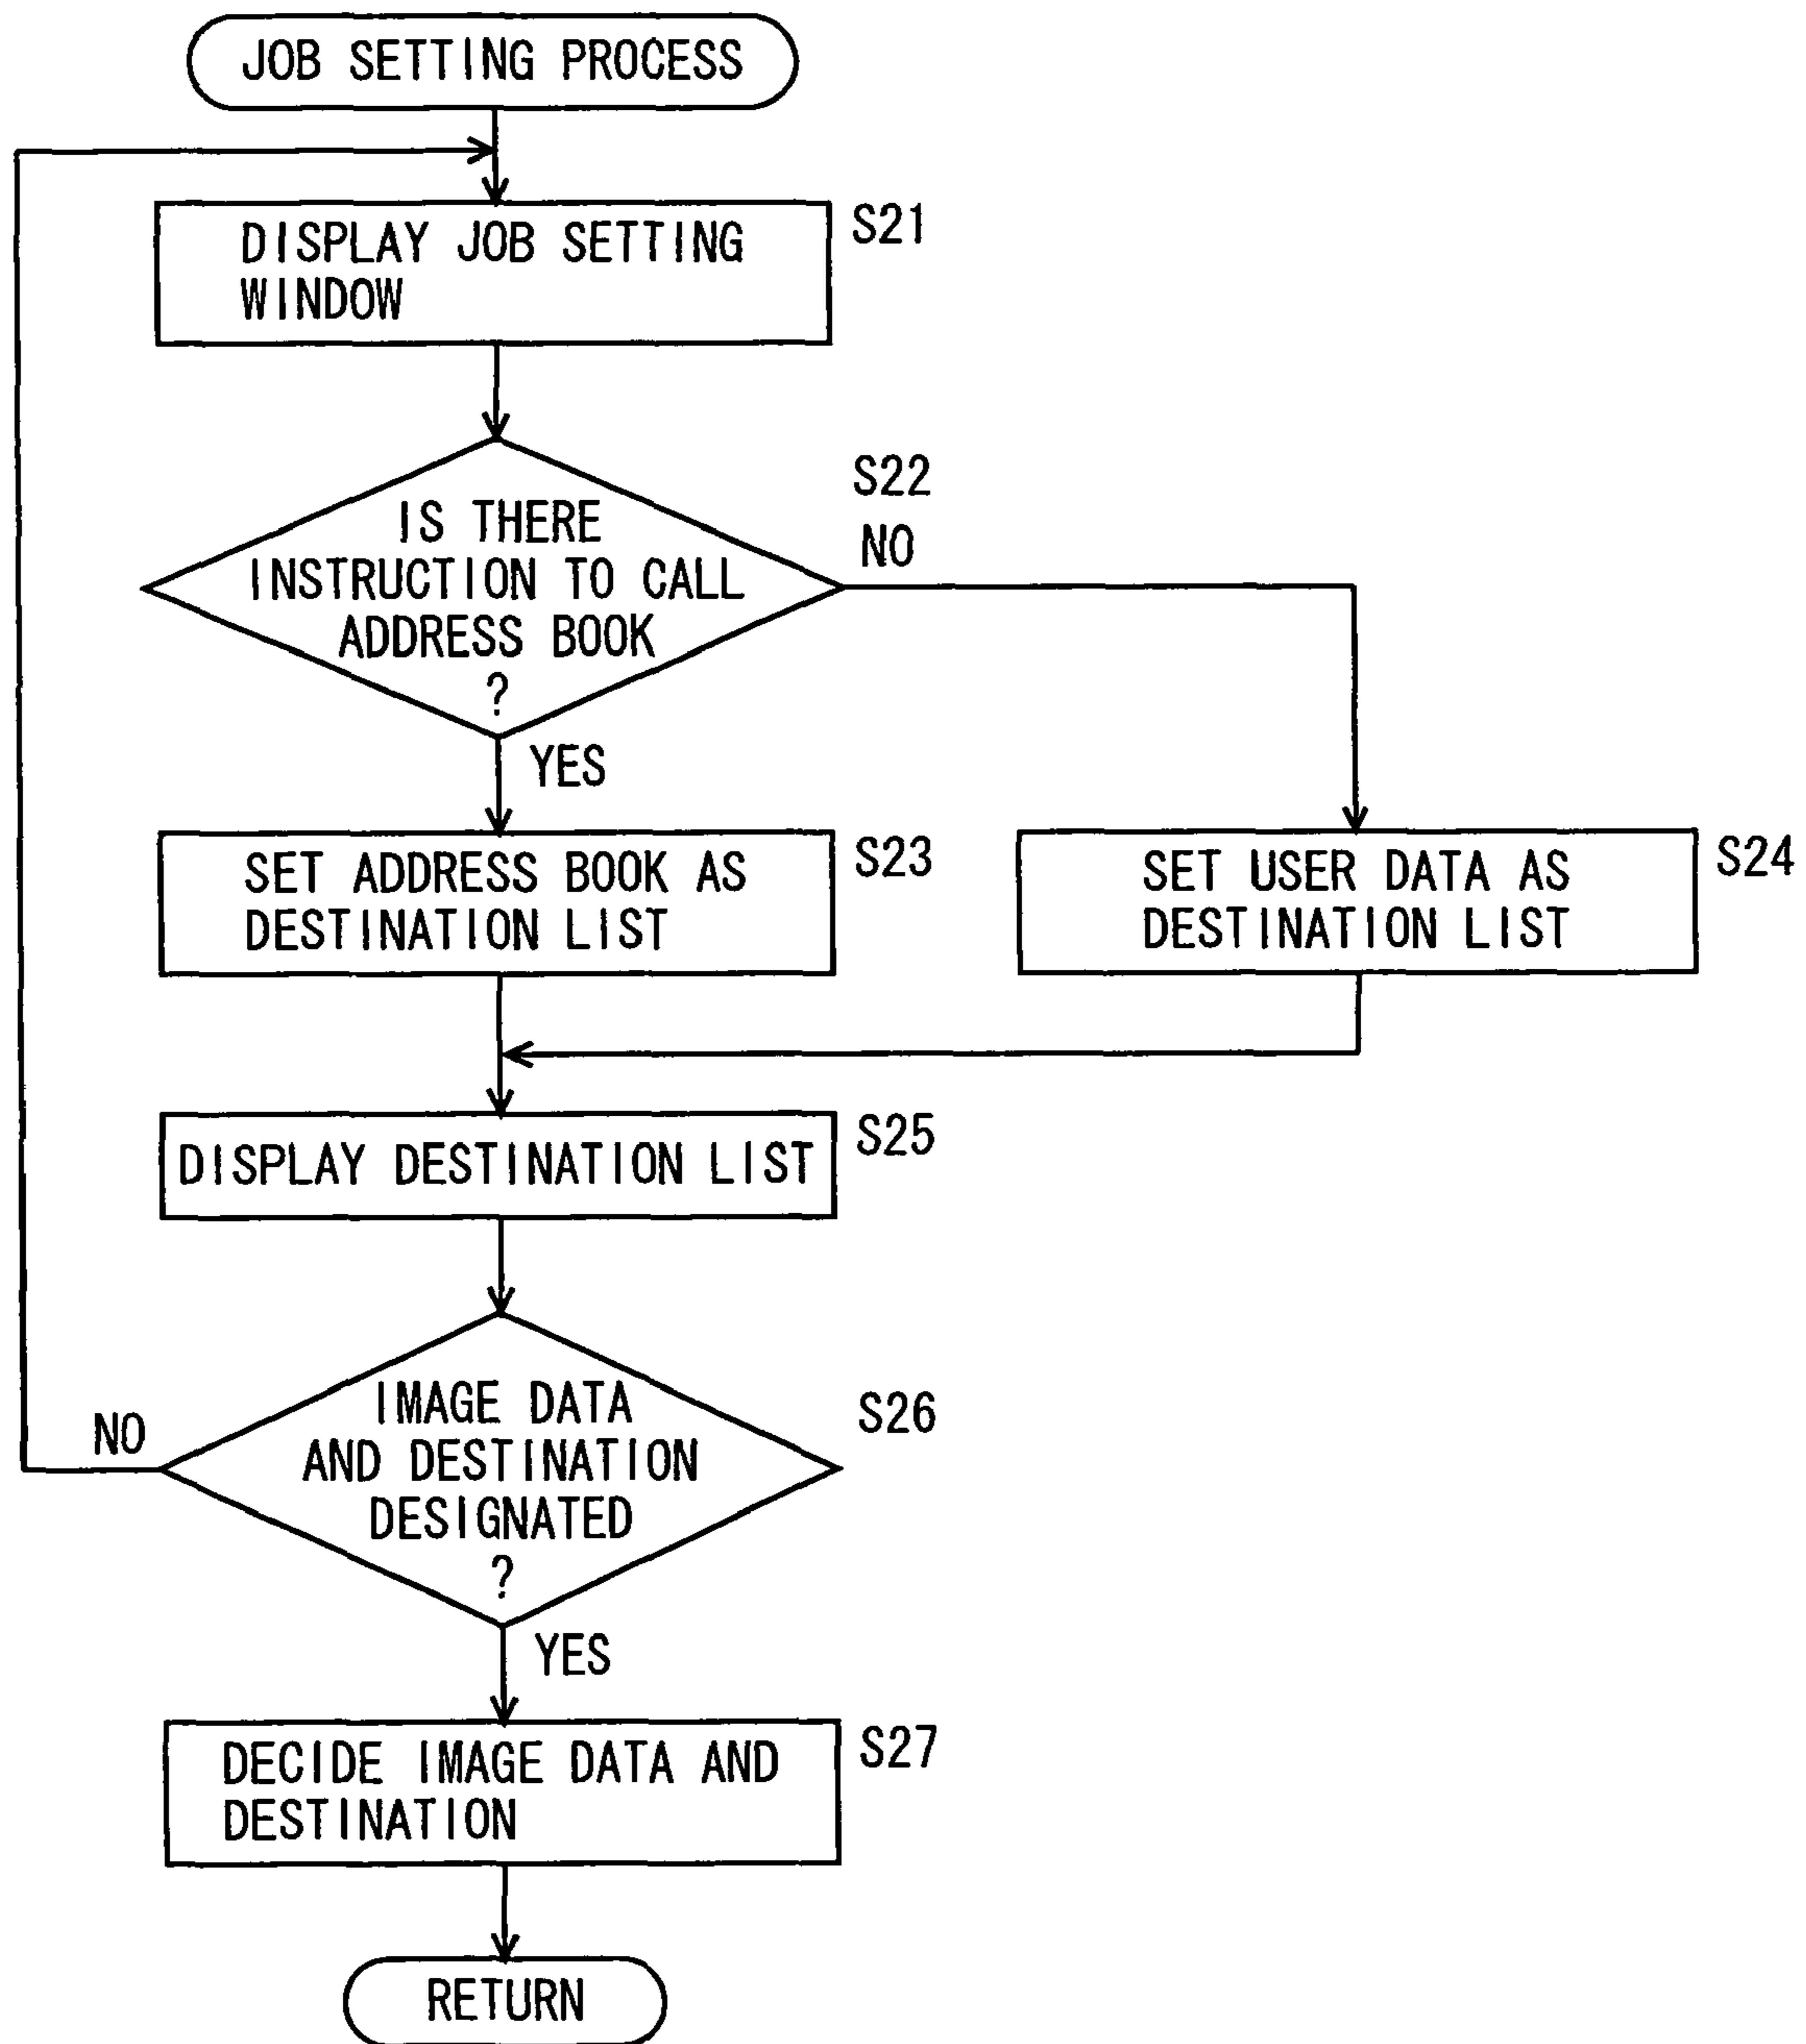 JOB SETTING PROCESS
DISPLAY JOB SETTING
WINDOW
S21
IS THERE
INSTRUCTION TO CALL
ADDRESS BOOK
?
S22
NO
YES
SET ADDRESS BOOK AS
DESTINATION LIST
S23
SET USER DATA AS
DESTINATION LIST
S24
DISPLAY DESTINATION LIST
S25
IMAGE DATA
AND DESTINATION
DESIGNATED
?
S26
NO
YES
DECIDE IMAGE DATA AND
DESTINATION
S27
RETURN